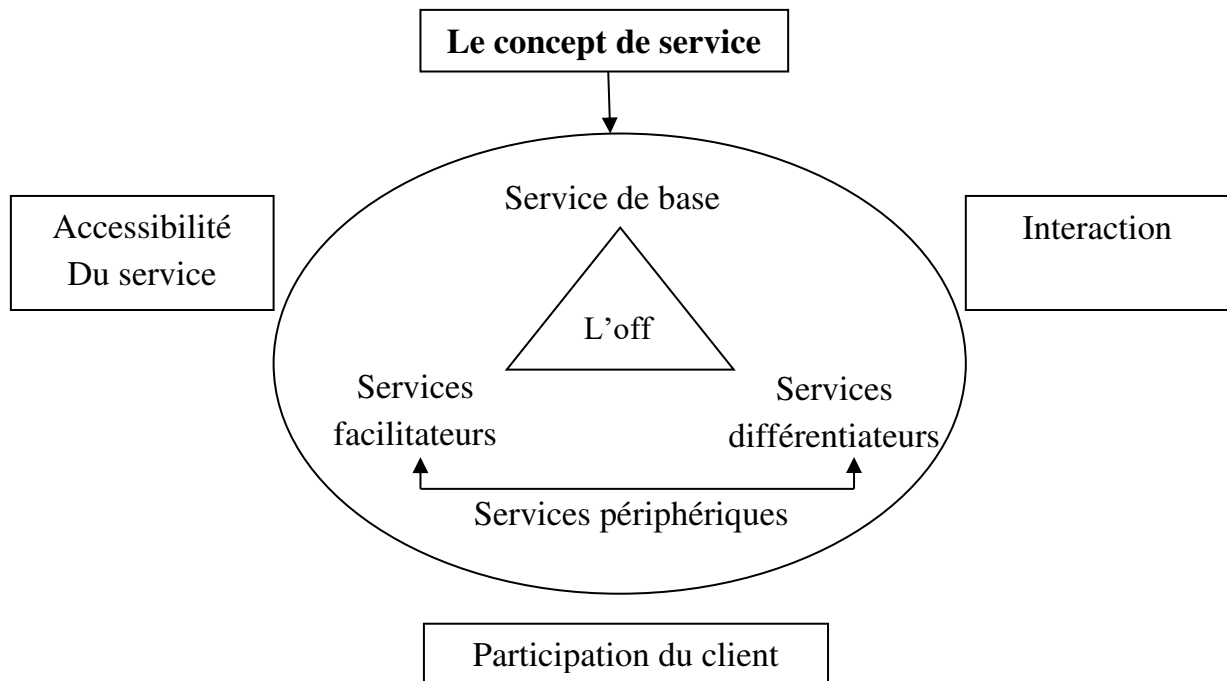 Le concept de service
Service de base
Accessibilité
Du service
Interaction
L'off
Services
facilitateurs
Services
différentiateurs
Services périphériques
Participation du client